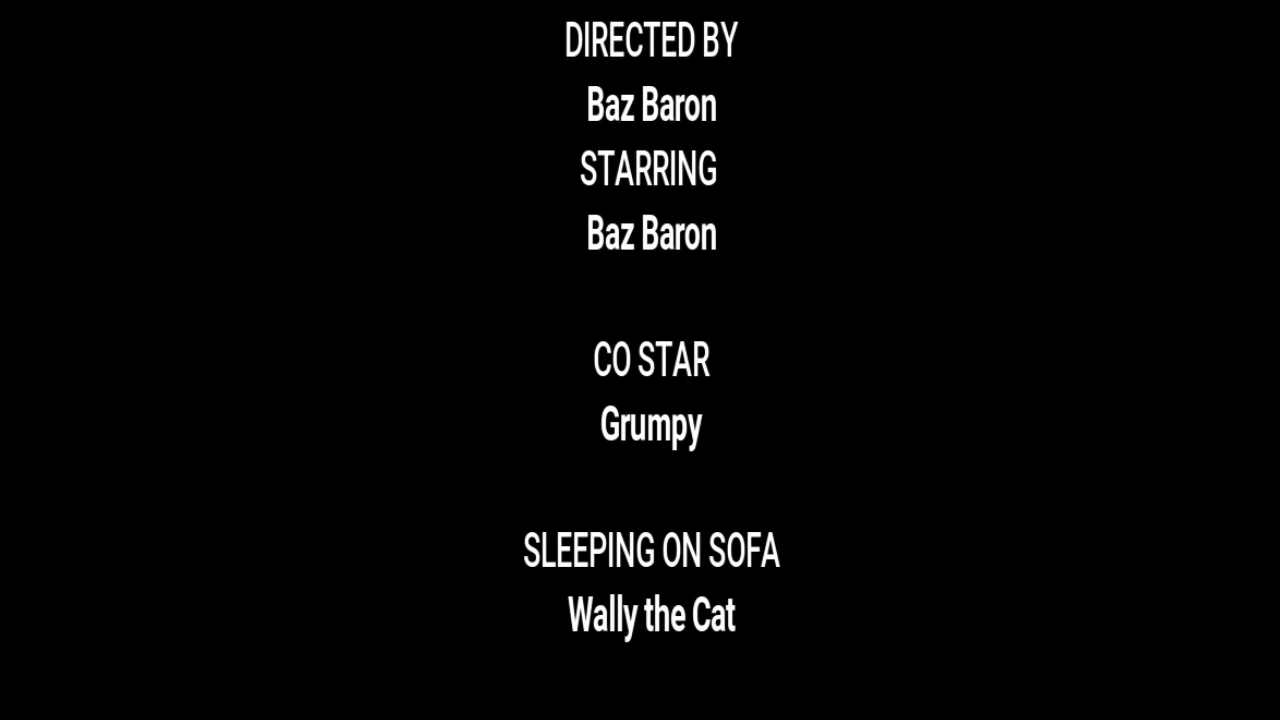 DIRECTED BY
Baz Baron
STARRING
Baz Baron
CO STAR
Grumpy
SLEEPING ON SOFA
Wally the Cat